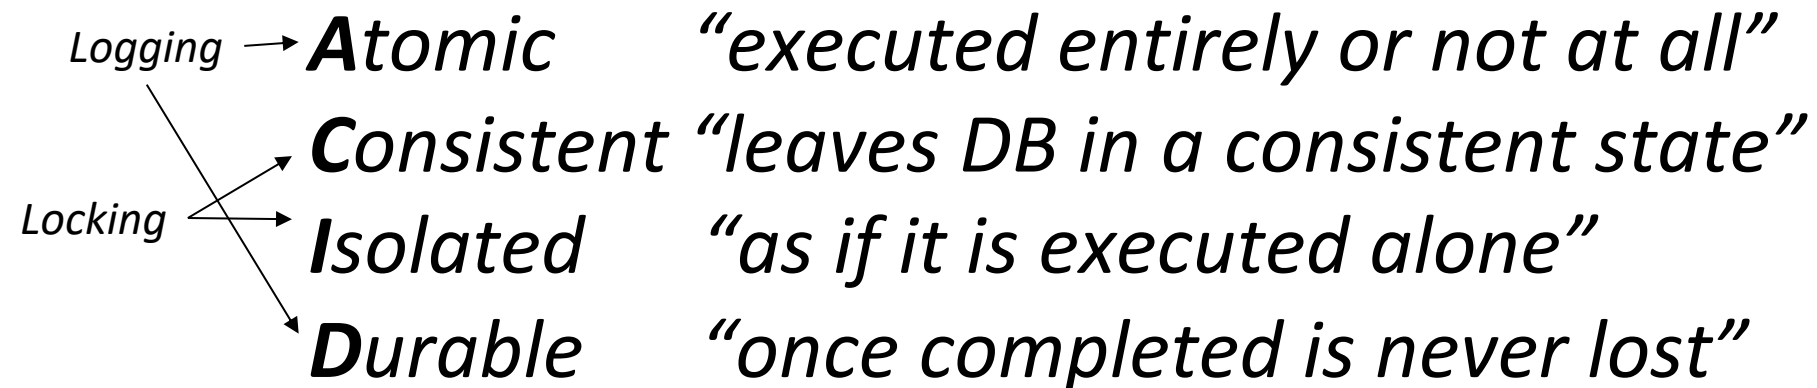 Logging Atomic “executed entirely or not at all”
Consistent “leaves DB in a consistent state”
Locking Isolated “as if it is executed alone”
Durable “once completed is never lost”